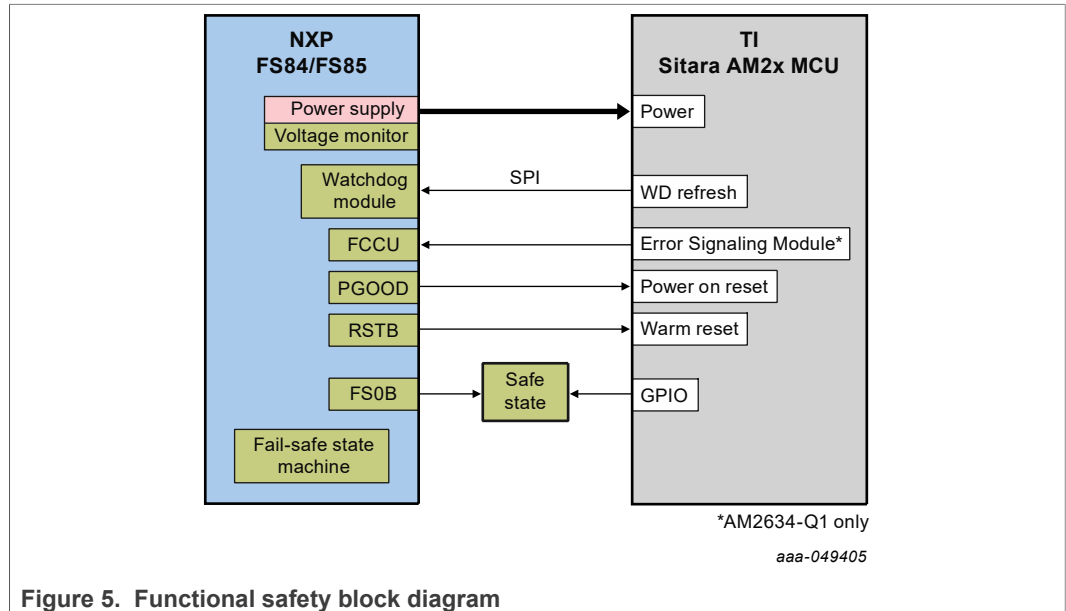 NXP
FS84/FS85
TI
Sitara AM2x MCU
Power supply
Power
Voltage monitor
Watchdog
module
SPI
WD refresh
FCCU
Error Signaling Module*
PGOOD
Power on reset
RSTB
Warm reset
FS0B
Safe
state
GPIO
Fail-safe state
machine
*AM2634-Q1 only
aaa-049405
Figure 5. Functional safety block diagram